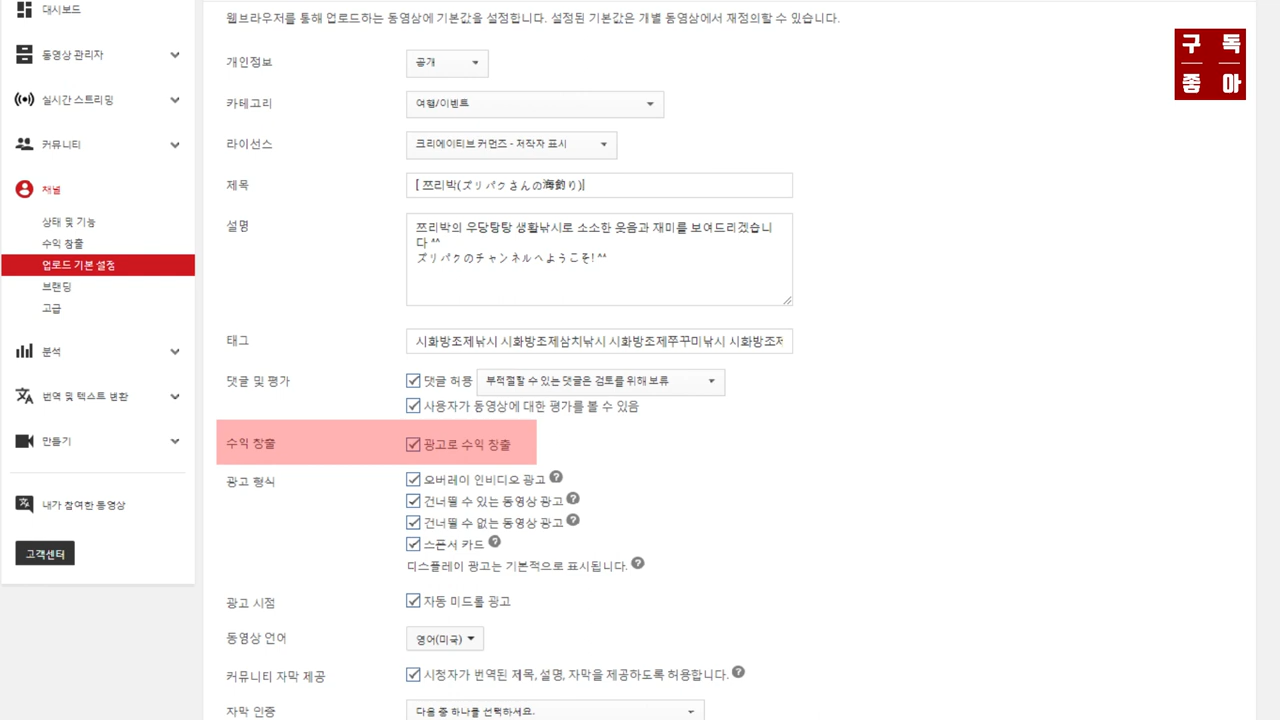 대시보드
동영상 관리자
실시간 스트리밍
커뮤니티
채널
상태 및 기능
수익 창출
업로드 기본 설정
브랜딩
고급
분석
번역 및 텍스트 변환
만들기
내가 참여한 동영상
고객센터
웹브라우저를 통해 업로드하는 동영상에 기본값을 설정합니다. 설정된 기본값은 개별 동영상에서 재정의할 수 있습니다.
개인정보 공개
카테고리 여행/이벤트
라이선스 크리에이티브 커먼즈 - 저작자 표시
제목 [ 쯔리박(ズリパクさんの海釣り)]
설명 쯔리박의 우당탕탕 생활낚시로 소소한 웃음과 재미를 보여드리겠습니
다 ^^
ズリパクのチャンネルへようこそ! ^^
태그 시화방조제낚시 시화방조제삼치낚시 시화방조제쭈꾸미낚시 시화방조제
댓글 및 평가 댓글 허용 부적절할 수 있는 댓글은 검토를 위해 보류
사용자가 동영상에 대한 평가를 볼 수 있음
수익 창출 광고로 수익 창출
광고 형식 오버레이 인비디오 광고 ?
건너뛸 수 있는 동영상 광고 ?
건너뛸 수 없는 동영상 광고 ?
스폰서 카드 ?
디스플레이 광고는 기본적으로 표시됩니다. ?
광고 시점 자동 미드롤 광고
동영상 언어 영어(미국)
커뮤니티 자막 제공 시청자가 번역된 제목, 설명, 자막을 제공하도록 허용합니다. ?
자막 인증 다음 중 하나를 선택하세요.
구독
좋아